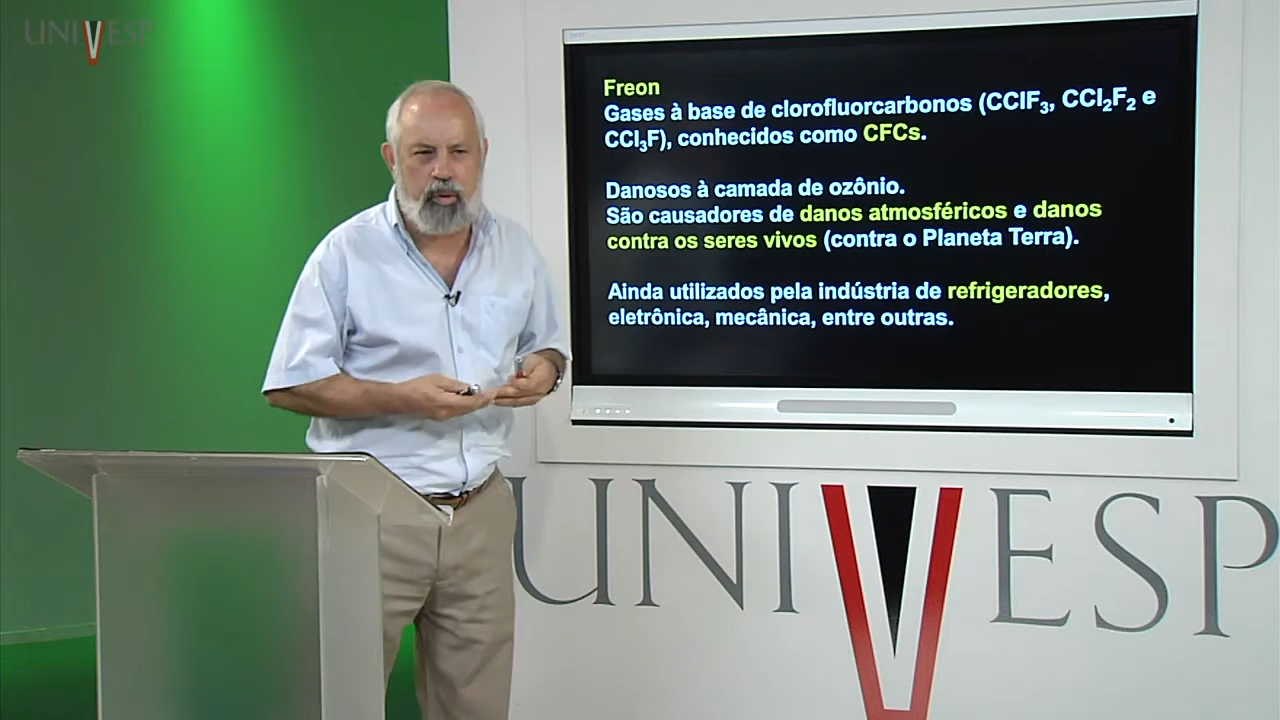 UNIVESP
Freon
Gases à base de clorofluorcarbonos (CClF₃, CCl₂F₂ e
CCl₃F), conhecidos como CFCs.
Danosos à camada de ozônio.
São causadores de danos atmosféricos e danos
contra os seres vivos (contra o Planeta Terra).
Ainda utilizados pela indústria de refrigeradores,
eletrônica, mecânica, entre outras.
UNIVESP